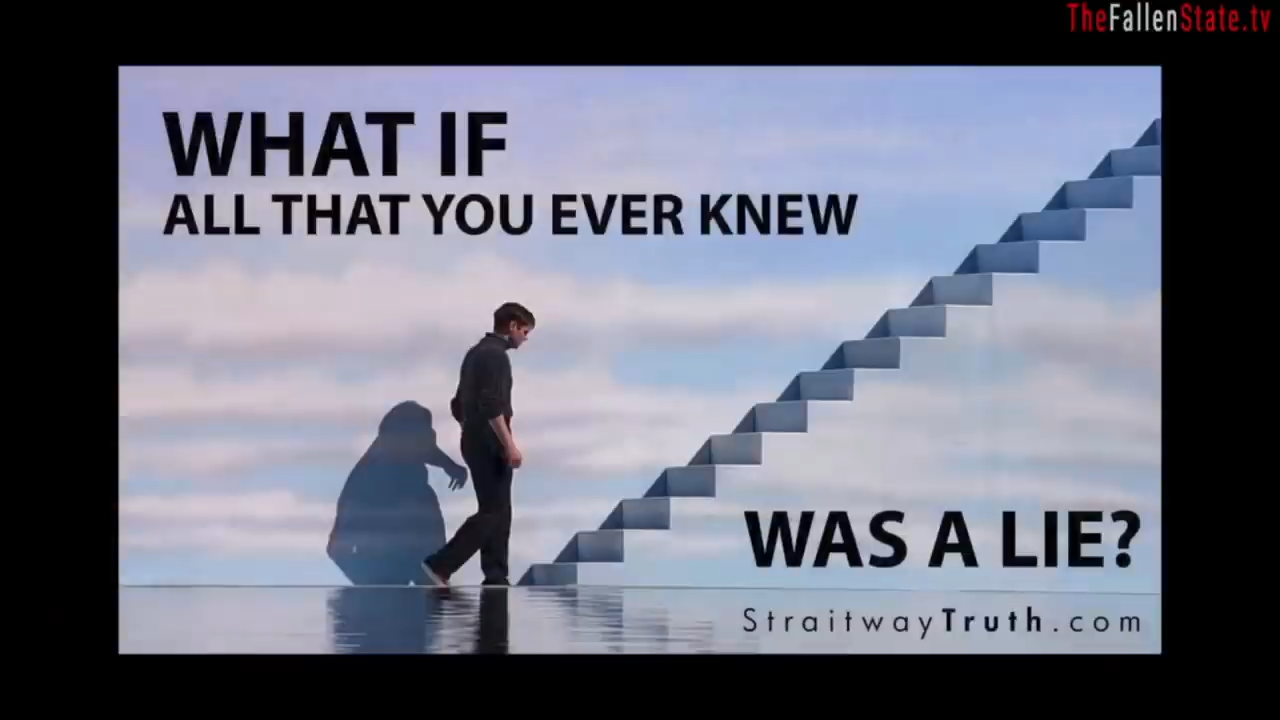 TheFallenState.tv
WHAT IF
ALL THAT YOU EVER KNEW
WAS A LIE?
StraitwayTruth.com